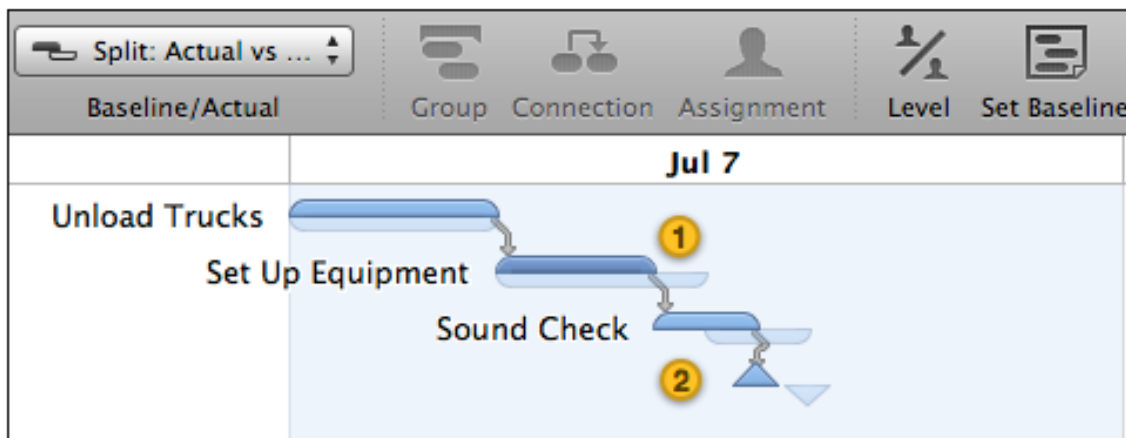 Split: Actual vs ...
Baseline/Actual
Group
Connection
Assignment
Level
Set Baseline
Jul 7
Unload Trucks
1
Set Up Equipment
Sound Check
2